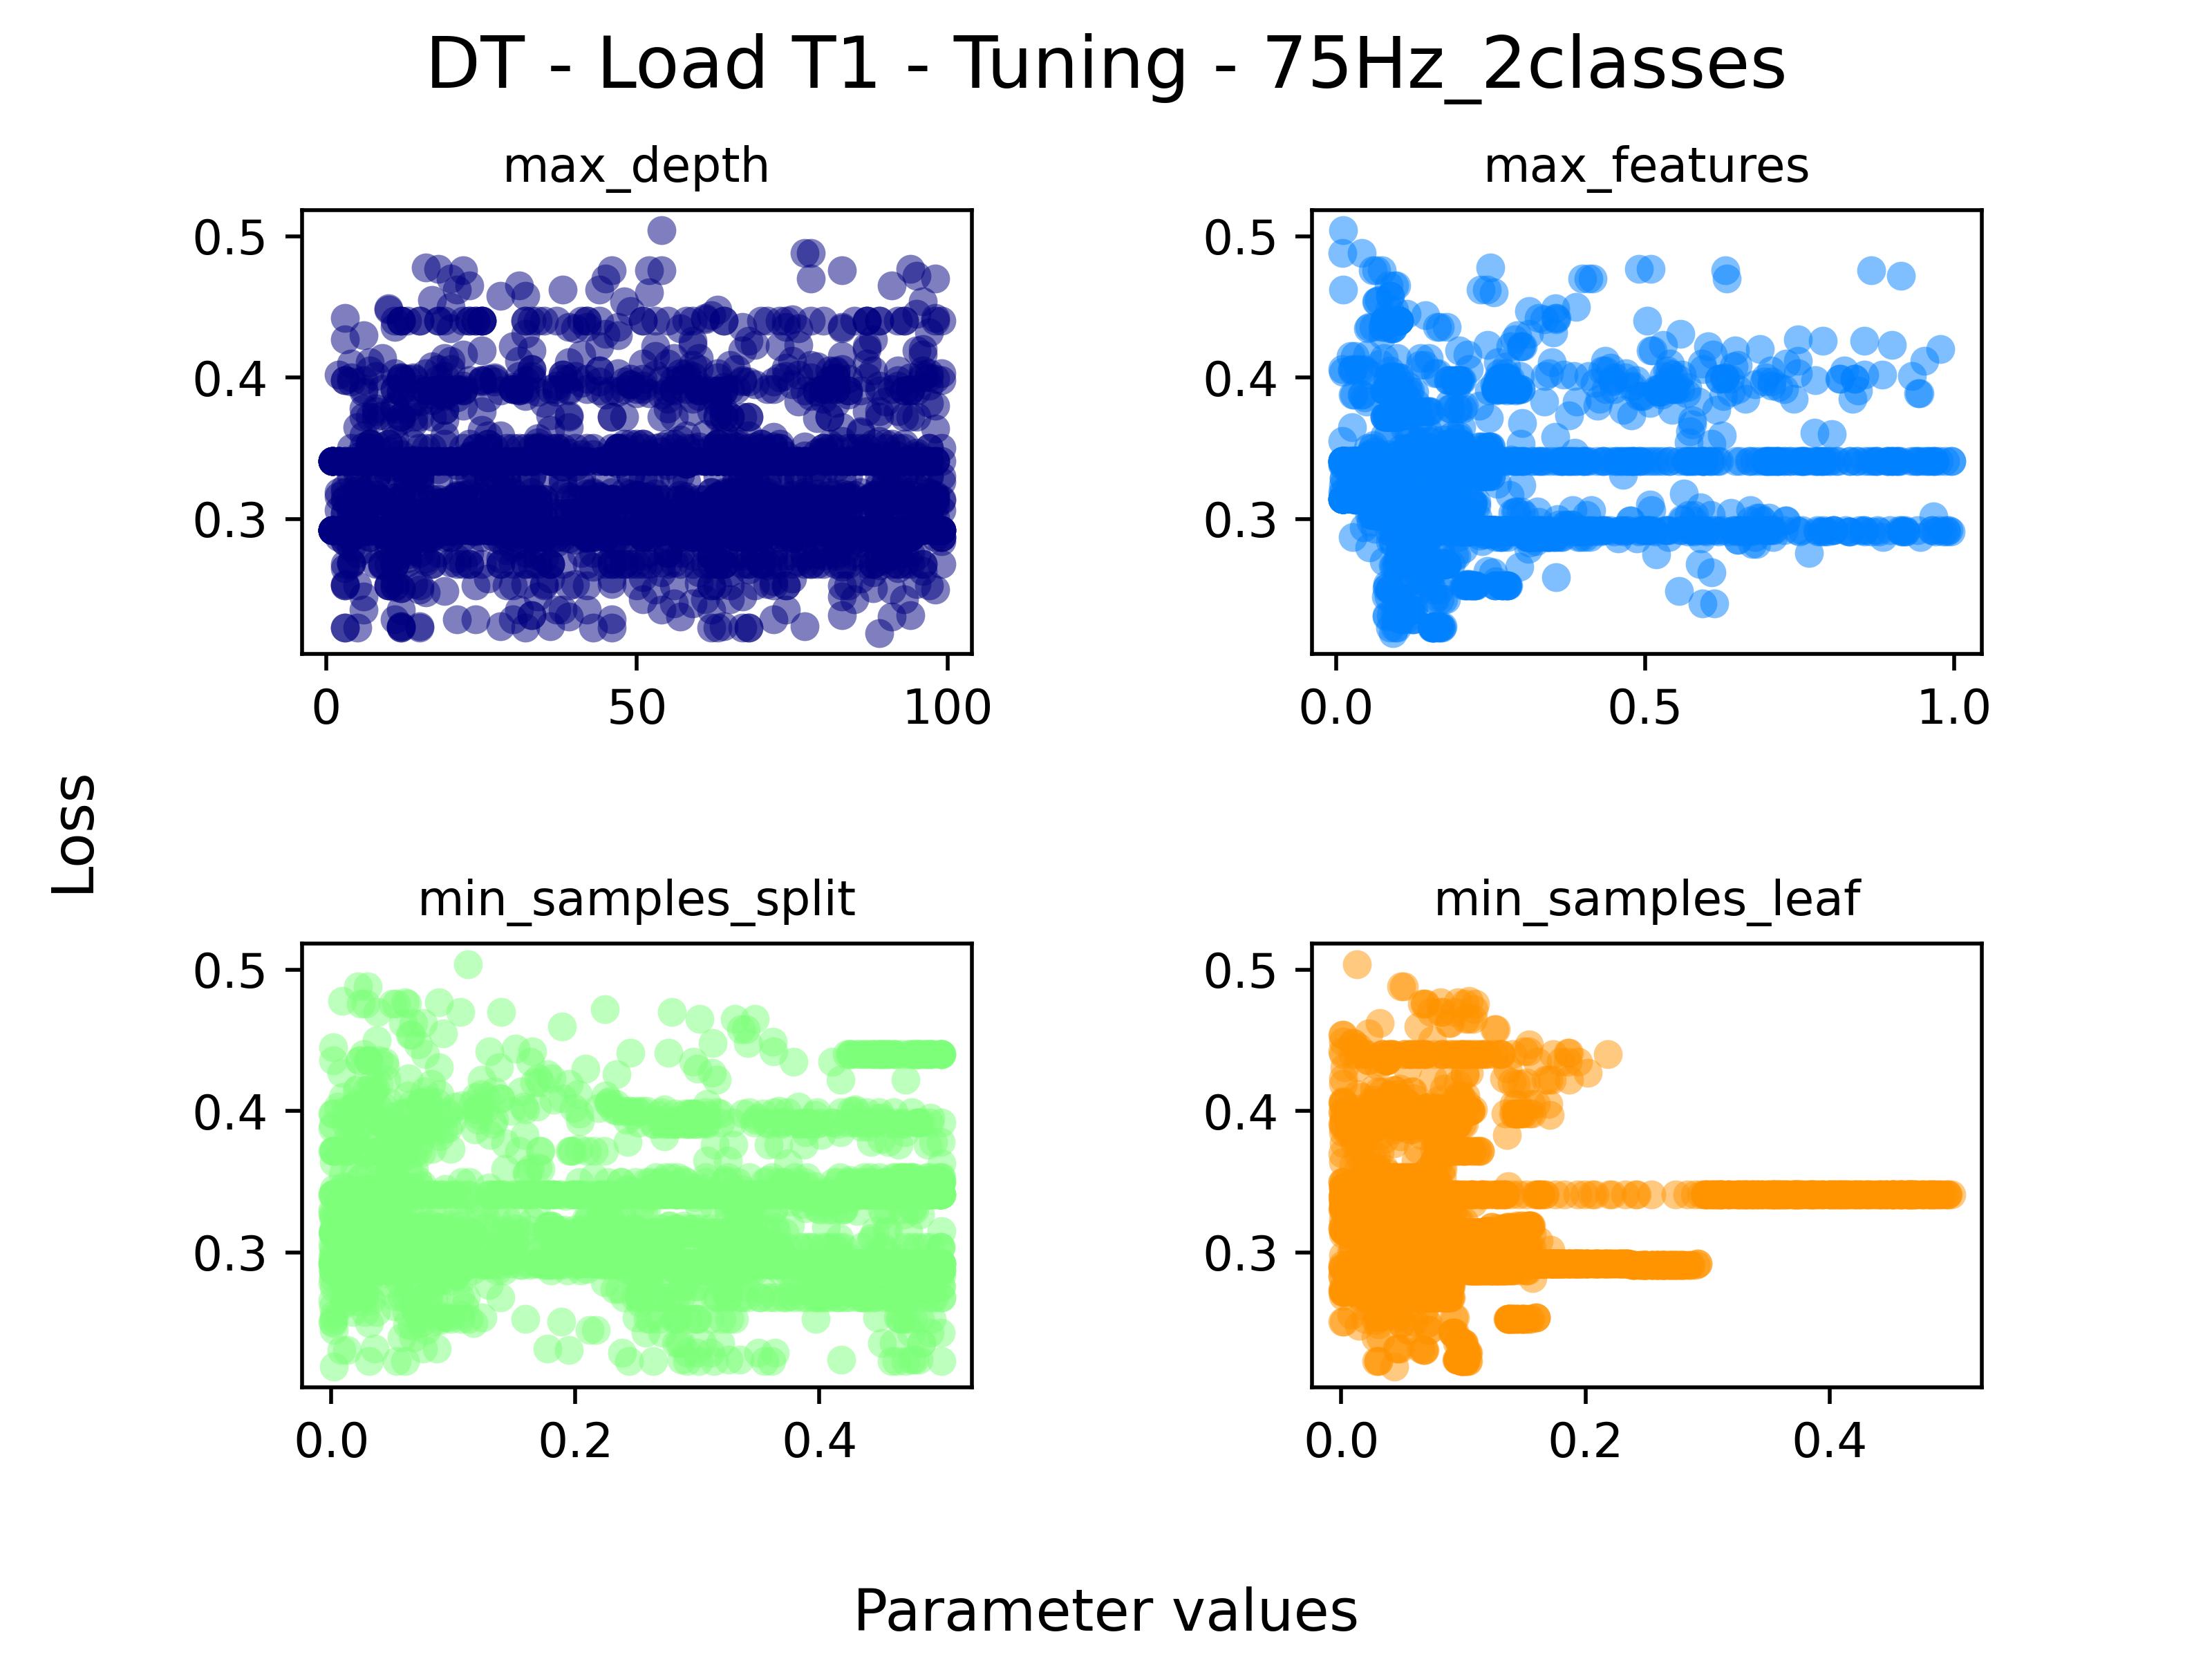 DT - Load T1 - Tuning - 75Hz_2classes
max_depth
max_features
0.5
0.4
0.3
0 50 100
0.5
0.4
0.3
0.0 0.5 1.0
Loss
min_samples_split
min_samples_leaf
0.5
0.4
0.3
0.0 0.2 0.4
0.5
0.4
0.3
0.0 0.2 0.4
Parameter values